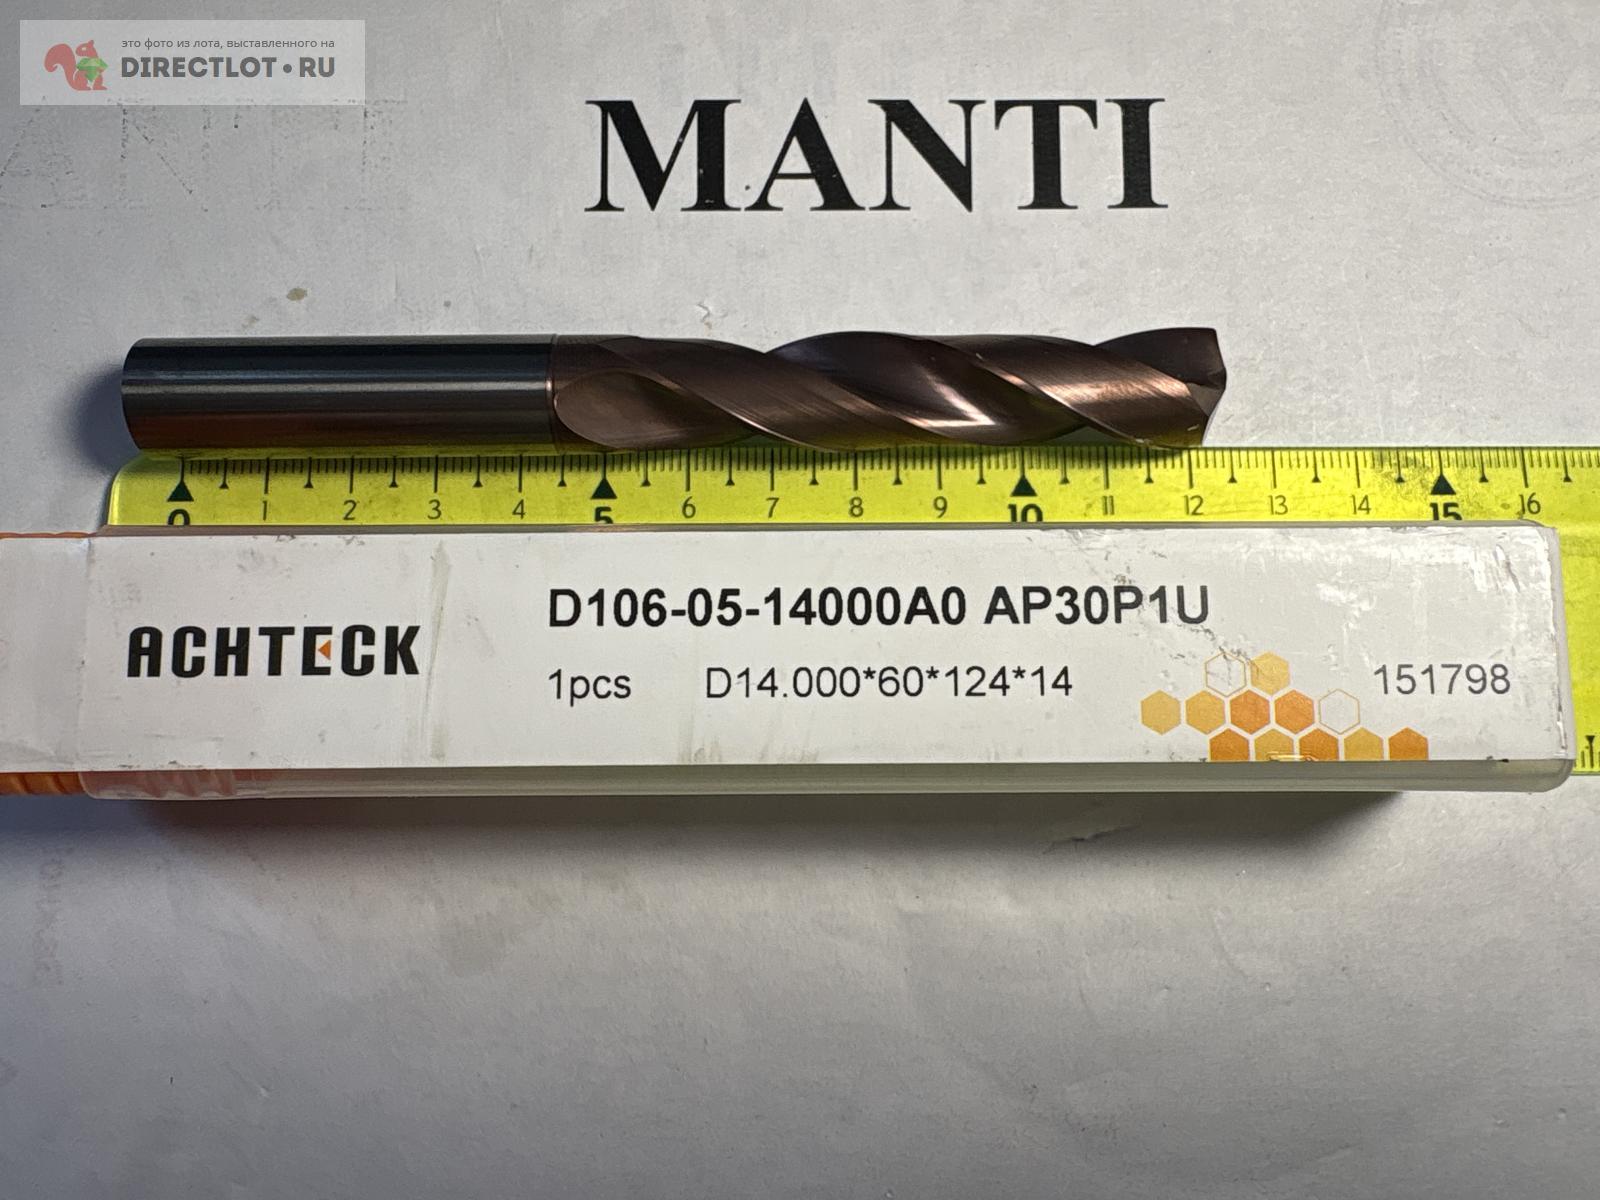 это фото из лота, выставленного на
DIRECTLOT•RU
MANTI
0 1 2 3 4 5 6 7 8 9 10 11 12 13 14 15 16
ACHTECK
D106-05-14000A0 AP30P1U
1pcs D14.000*60*124*14
151798